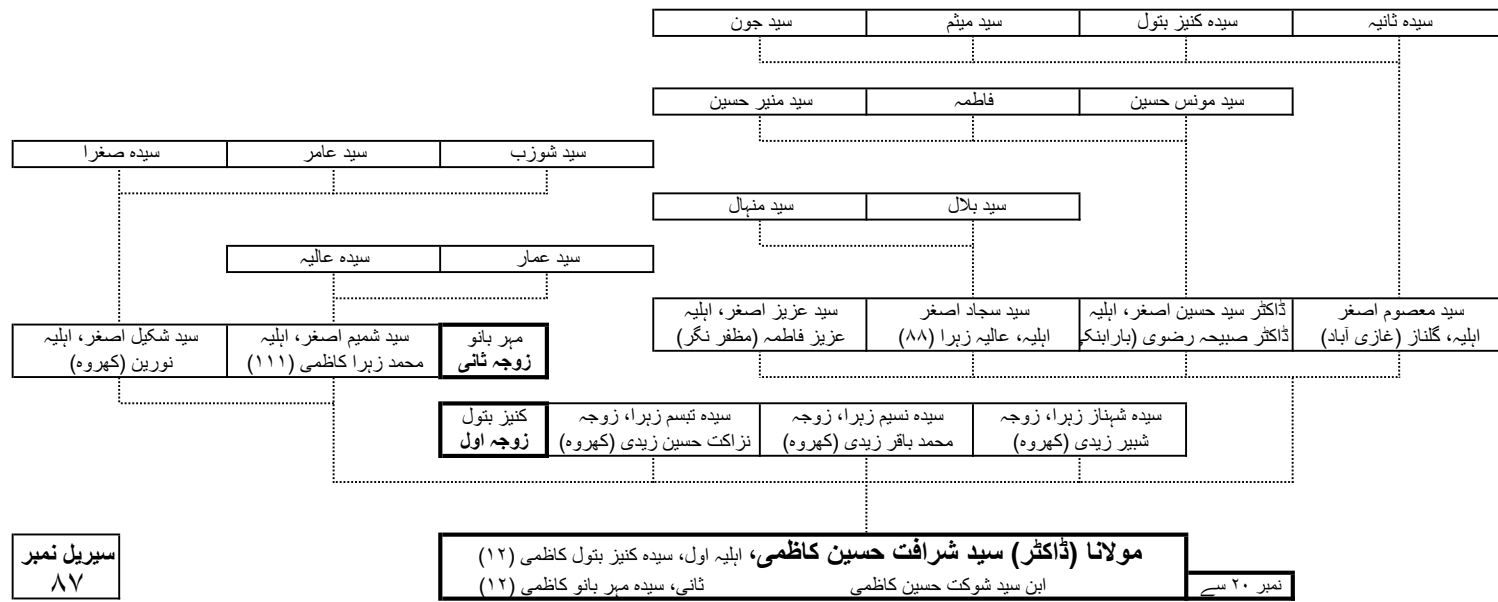 سیدہ ثانیہ
سیدہ کنیز بتول
سید میثم
سید جون
سید مونس حسین
فاطمہ
سید منیر حسین
سید شوزب
سید عامر
سیدہ صغرا
سید بلال
سید منہال
سید عمار
سیدہ عالیہ
سید معصوم اصغر
اہلیہ، گلناز (غازی آباد)
ڈاکٹر سید حسین اصغر، اہلیہ
ڈاکٹر صبیحہ رضوی (بارابنکی
سید سجاد اصغر
اہلیہ، عالیہ زہرا (۸۸)
سید عزیز اصغر، اہلیہ
عزیز فاطمہ (مظفر نگر)
مہر بانو
زوجہ ثانی
سید شمیم اصغر، اہلیہ
محمد زہرا کاظمی (۱۱۱)
سید شکیل اصغر، اہلیہ
نورین (کھروہ)
سیدہ شہناز زہرا، زوجہ
شبیر زیدی (کھروہ)
سیدہ نسیم زہرا، زوجہ
محمد باقر زیدی (کھروہ)
سیدہ تبسم زہرا، زوجہ
نزاکت حسین زیدی (کھروہ)
کنیز بتول
زوجہ اول
مولانا (ڈاکٹر) سید شرافت حسین کاظمی، اہلیہ اول، سیدہ کنیز بتول کاظمی (۱۲)
ابن سید شوکت حسین کاظمی ثانی، سیدہ مہر بانو کاظمی (۱۲)
نمبر ۲۰ سے
سیریل نمبر
۸۷